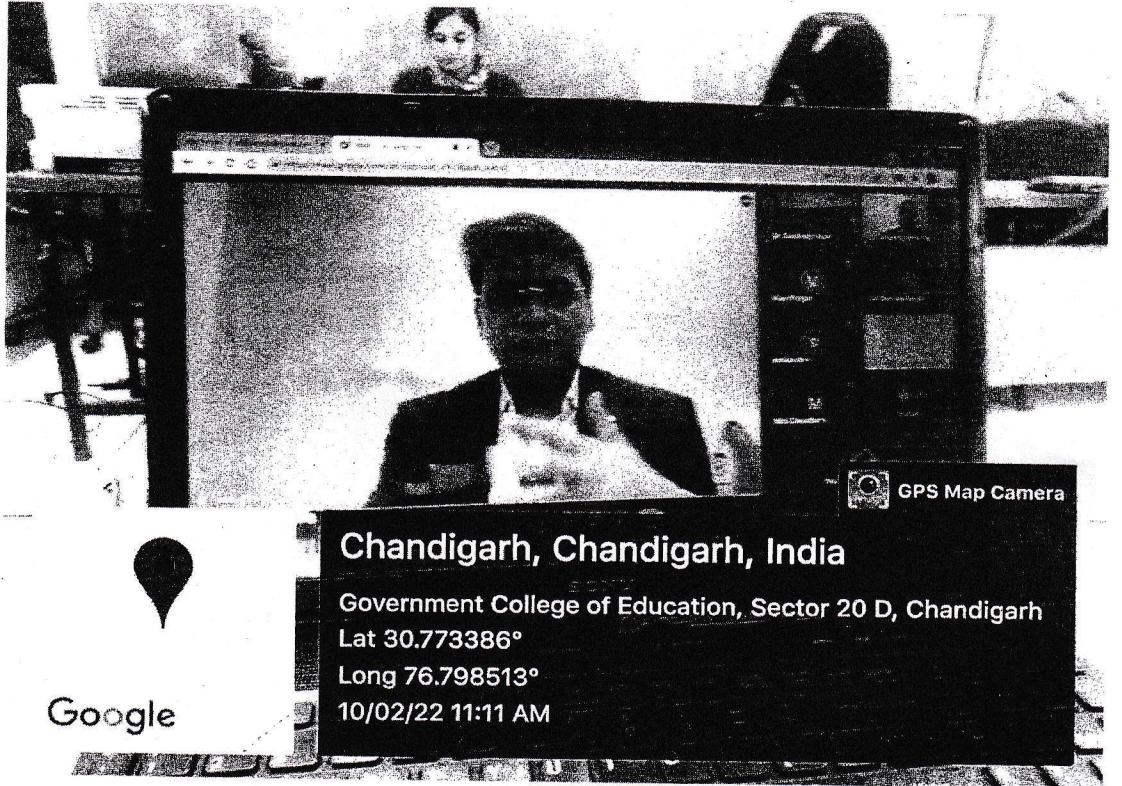 GPS Map Camera
Chandigarh, Chandigarh, India
Government College of Education, Sector 20 D, Chandigarh
Lat 30.773386°
Long 76.798513°
10/02/22 11:11 AM
Google